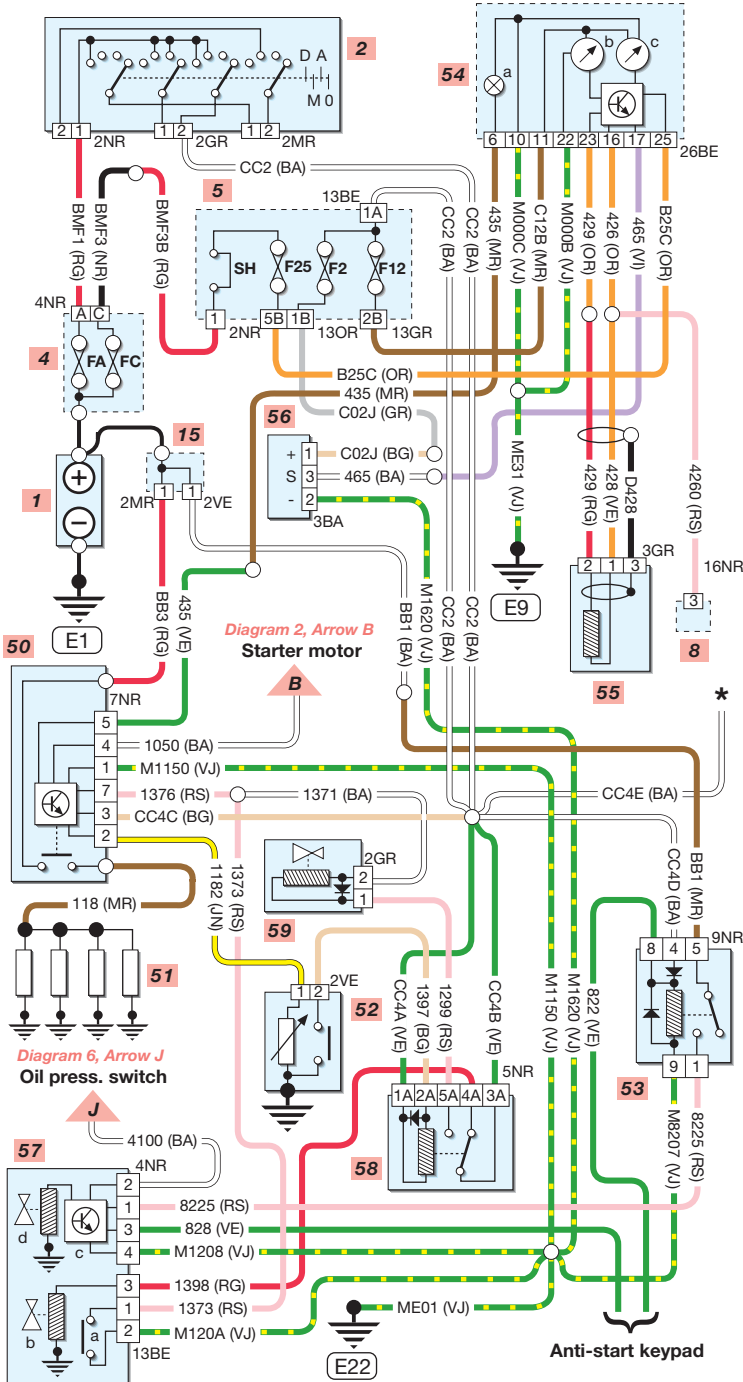 2
D A
M 0
2 1
2NR
1 2
2GR
2 1
2MR
54
a
b
c
6 10 11 22 23 16 17 25
26BE
CC2 (BA)
BMF1 (RG)
BMF3 (NR)
BMF3B (RG)
5
13BE
1A
SH
F25
F2
F12
1
2NR
5B 1B
13OR
2B
13GR
CC2 (BA)
CC2 (BA)
435 (MR)
M000C (VJ)
C12B (MR)
M000B (VJ)
429 (OR)
426 (OR)
465 (VI)
B25C (OR)
4NR
A C
4
FA
FC
B25C (OR)
435 (MR)
C02J (GR)
56
+ 1
C02J (BG)
S 3
465 (BA)
- 2
3BA
15
2MR
1 1
2VE
1
+
−
E1
ME31 (VJ)
E9
429 (RG)
428 (VE)
D428
4260 (RS)
3GR
2 1 3
55
16NR
3
8
*
BB3 (RG)
435 (VE)
Diagram 2, Arrow B
Starter motor
B
BB1 (BA)
M1620 (VJ)
CC2 (BA)
CC2 (BA)
50
7NR
5
4
1050 (BA)
1
M1150 (VJ)
7
1376 (RS)
1371 (BA)
3
CC4C (BG)
2
CC4E (BA)
118 (MR)
1182 (JN)
1373 (RS)
2GR
2
1
59
CC4D (BA)
BB1 (MR)
51
Diagram 6, Arrow J
Oil press. switch
J
1 2
2VE
52
CC4A (VE)
1397 (BG)
1299 (RS)
CC4B (VE)
M1150 (VJ)
M1620 (VJ)
822 (VE)
9NR
8 4 5
9 1
53
5NR
1A 2A 5A 4A 3A
58
M8207 (VJ)
8225 (RS)
57
4100 (BA)
4NR
2
1
8225 (RS)
3
828 (VE)
4
M1208 (VJ)
d
c
3
1398 (RG)
1
1373 (RS)
2
M120A (VJ)
b
a
13BE
ME01 (VJ)
E22
Anti-start keypad